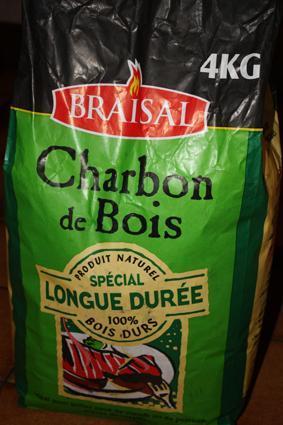 4KG
BRAISAL
Charbon
de Bois
PRODUIT NATUREL
SPÉCIAL
LONGUE DURÉE
100%
BOIS DURS